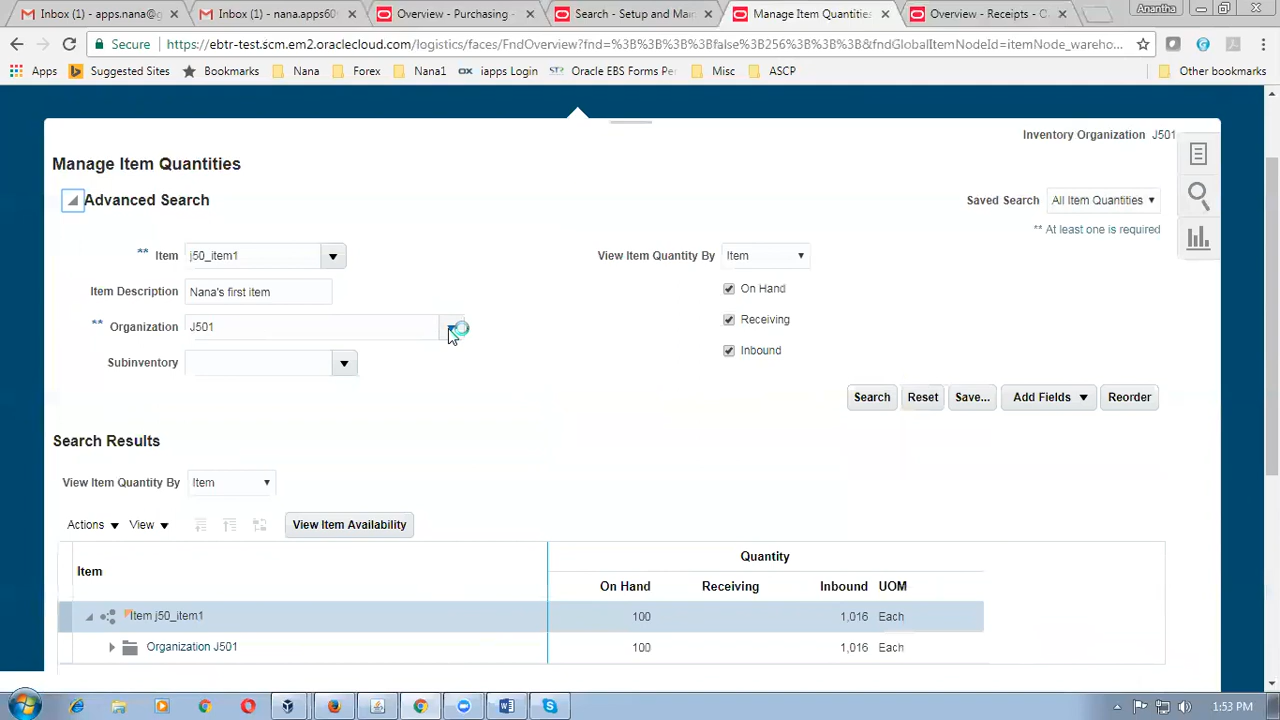 Inbox (1) - appsnana@g
Inbox (1) - nana.apps60
Overview - Purchasing -
Search - Setup and Main
Manage Item Quantities
Overview - Receipts - O
Anantha
Secure
https://ebtr-test.scm.em2.oraclecloud.com/logistics/faces/FndOverview?fnd=%3B%3B%3B%3Bfalse%3B256%3B%3B%3B&fndGlobalItemNodeId=itemNode_wareho...
Apps
Suggested Sites
Bookmarks
Nana
Forex
Nana1
iapps Login
Oracle EBS Forms Per
Misc
ASCP
Other bookmarks
Inventory Organization J501
Manage Item Quantities
Advanced Search
Saved Search All Item Quantities
** At least one is required
** Item j50_item1
View Item Quantity By Item
Item Description Nana's first item
On Hand
** Organization J501
Receiving
Subinventory
Inbound
Search Reset Save... Add Fields Reorder
Search Results
View Item Quantity By Item
Actions View View Item Availability
Quantity
Item
On Hand Receiving Inbound UOM
Item j50_item1 100 1,016 Each
Organization J501 100 1,016 Each
1:53 PM